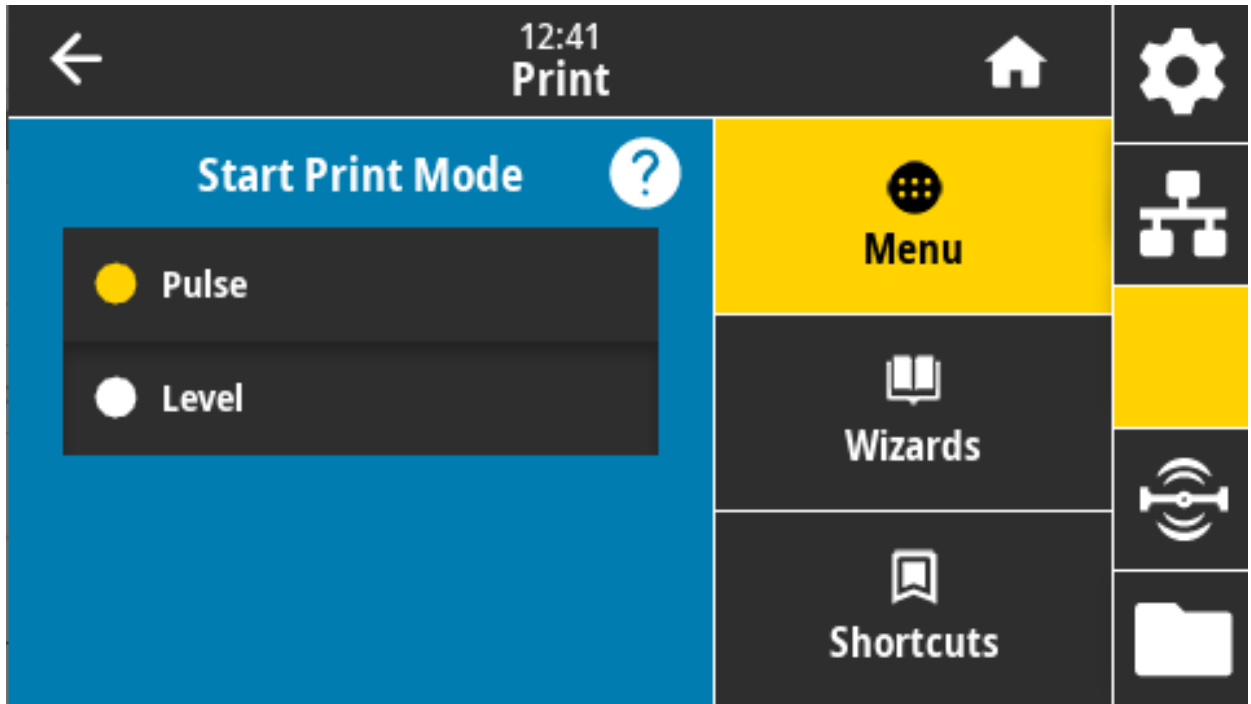 12:41
Print
Start Print Mode
?
Pulse
Level
Menu
Wizards
Shortcuts